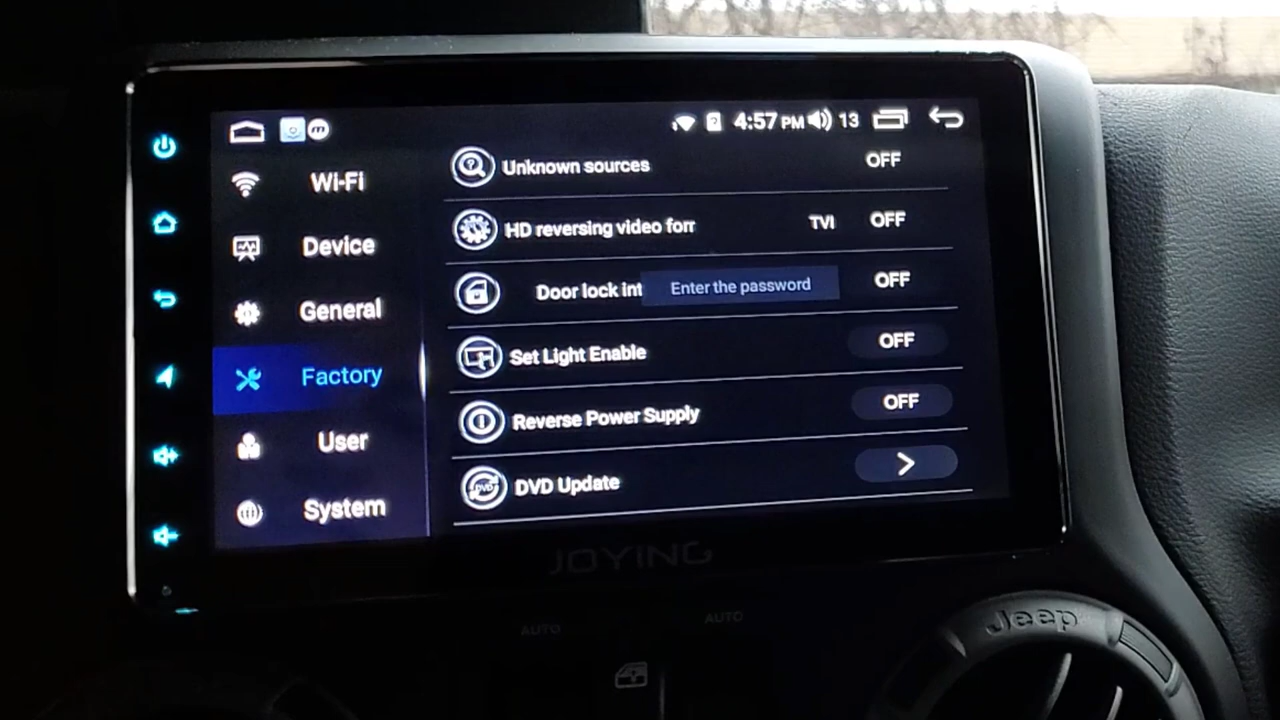 4:57 PM 13
Wi-Fi
Device
General
Factory
User
System
Unknown sources OFF
HD reversing video forr TVI OFF
Door lock int Enter the password OFF
Set Light Enable OFF
Reverse Power Supply OFF
DVD
DVD Update
JOYING
AUTO AUTO
Jeep